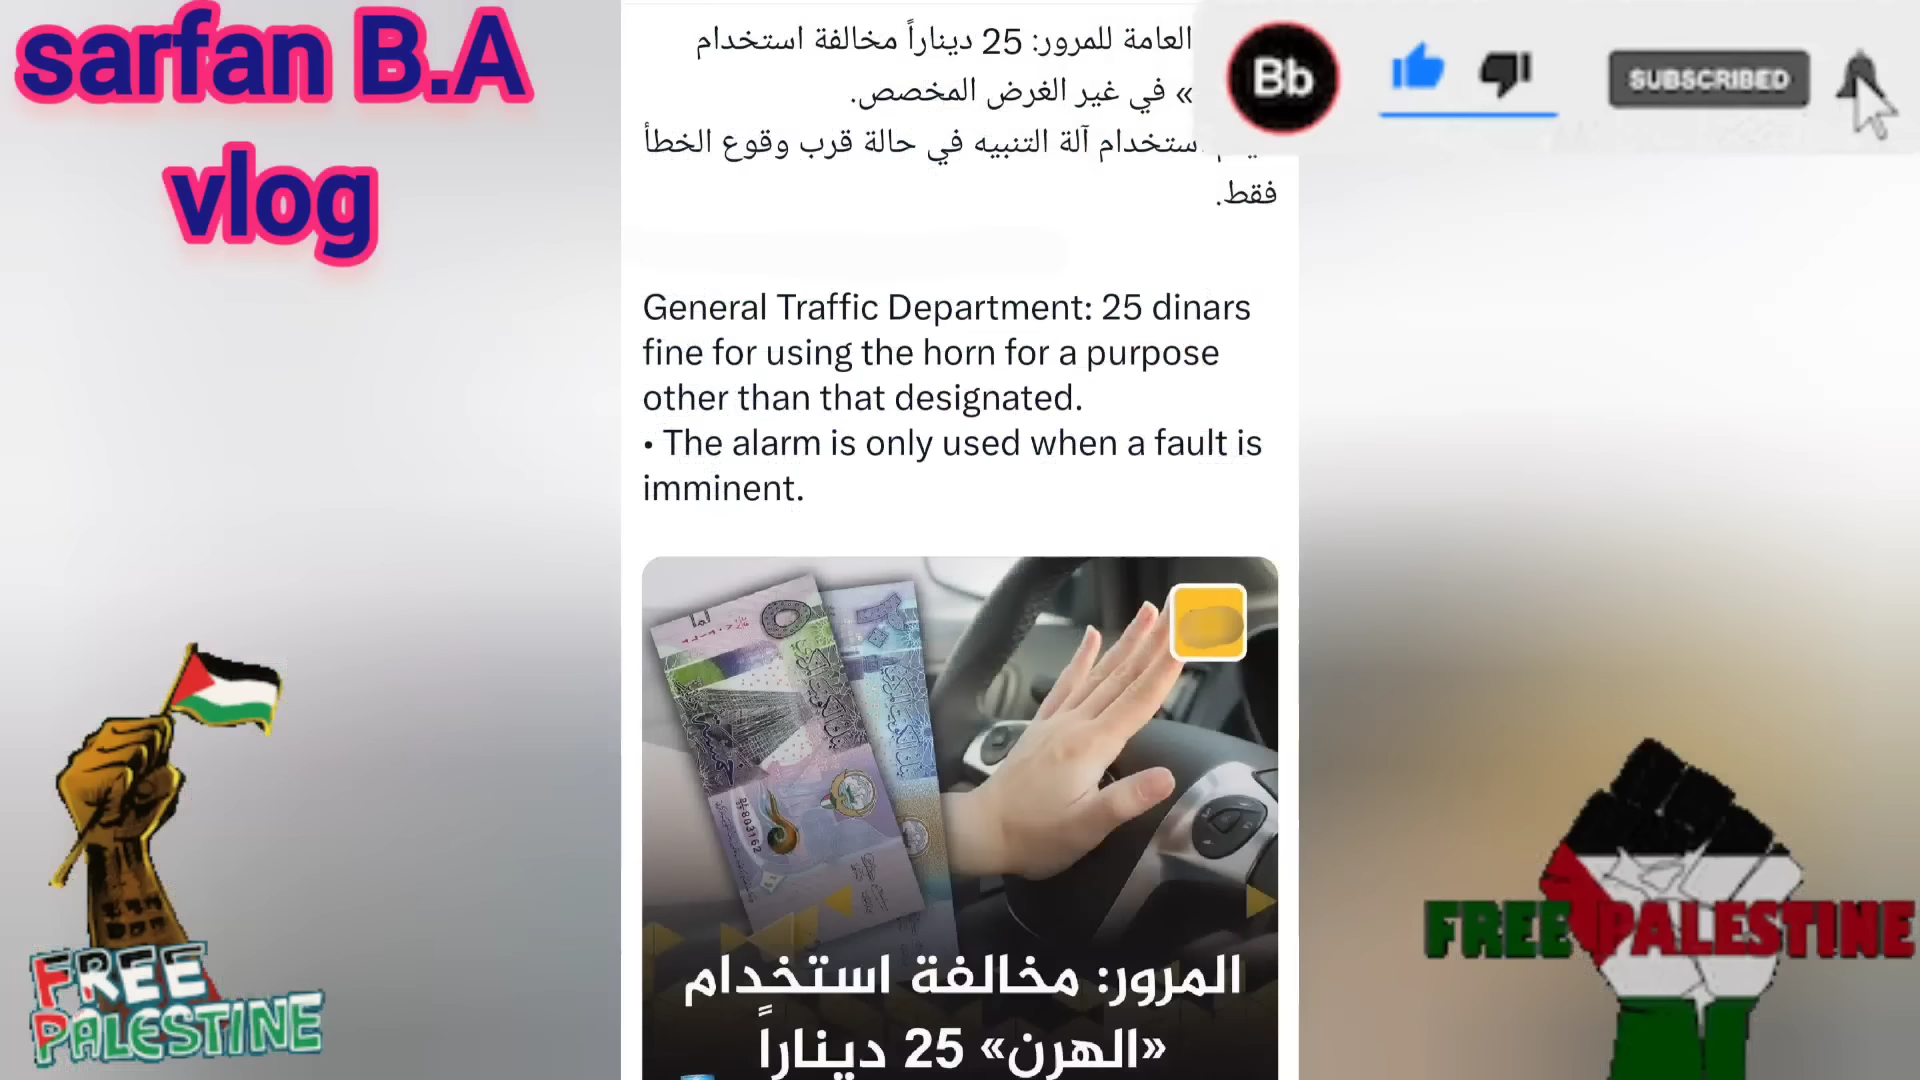 sarfan B.A
vlog
العامة للمرور: 25 ديناراً مخالفة استخدام
» في غير الغرض المخصص.
ستخدام آلة التنبيه في حالة قرب وقوع الخطأ
فقط.
Bb
SUBSCRIBED
General Traffic Department: 25 dinars
fine for using the horn for a purpose
other than that designated.
• The alarm is only used when a fault is
imminent.
المرور: مخالفة استخدام
«الهرن» 25 ديناراً
FREE
PALESTINE
FREE PALESTINE